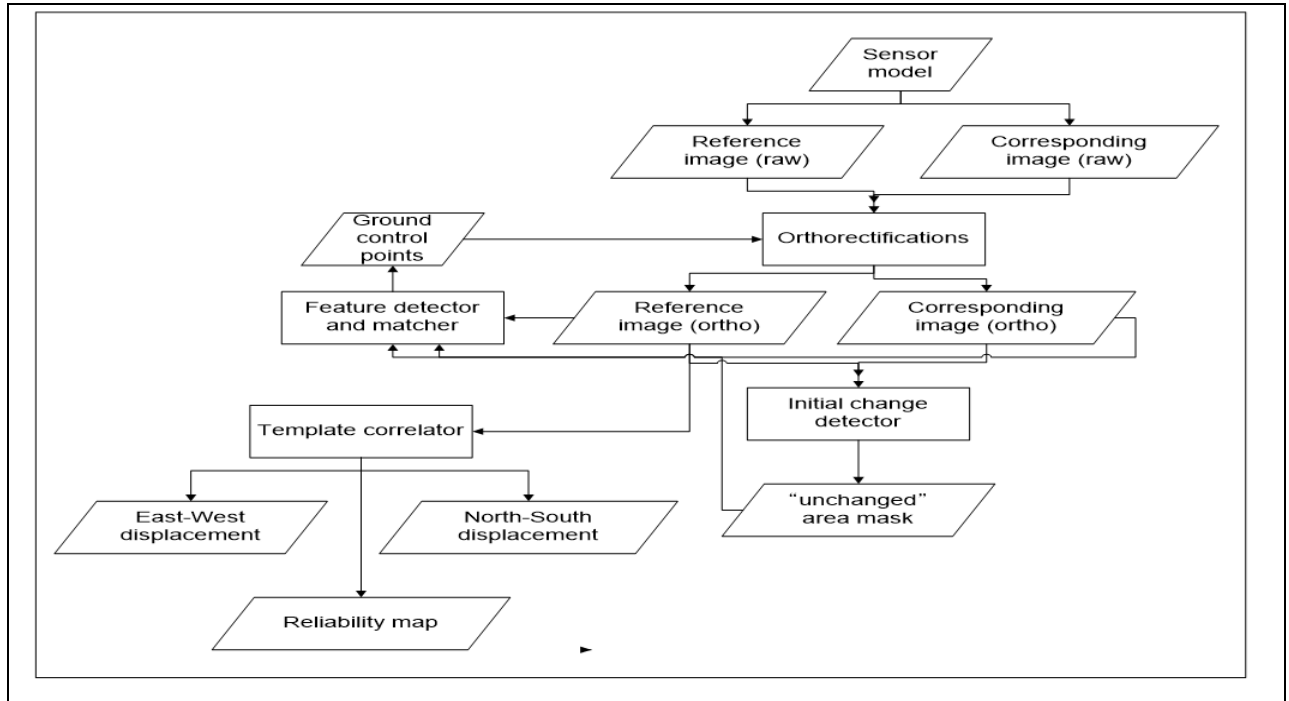 Sensor
model
Reference
image (raw)
Corresponding
image (raw)
Ground
control
points
Orthorectifications
Feature detector
and matcher
Reference
image (ortho)
Corresponding
image (ortho)
Initial change
detector
Template correlator
“unchanged”
area mask
East-West
displacement
North-South
displacement
Reliability map